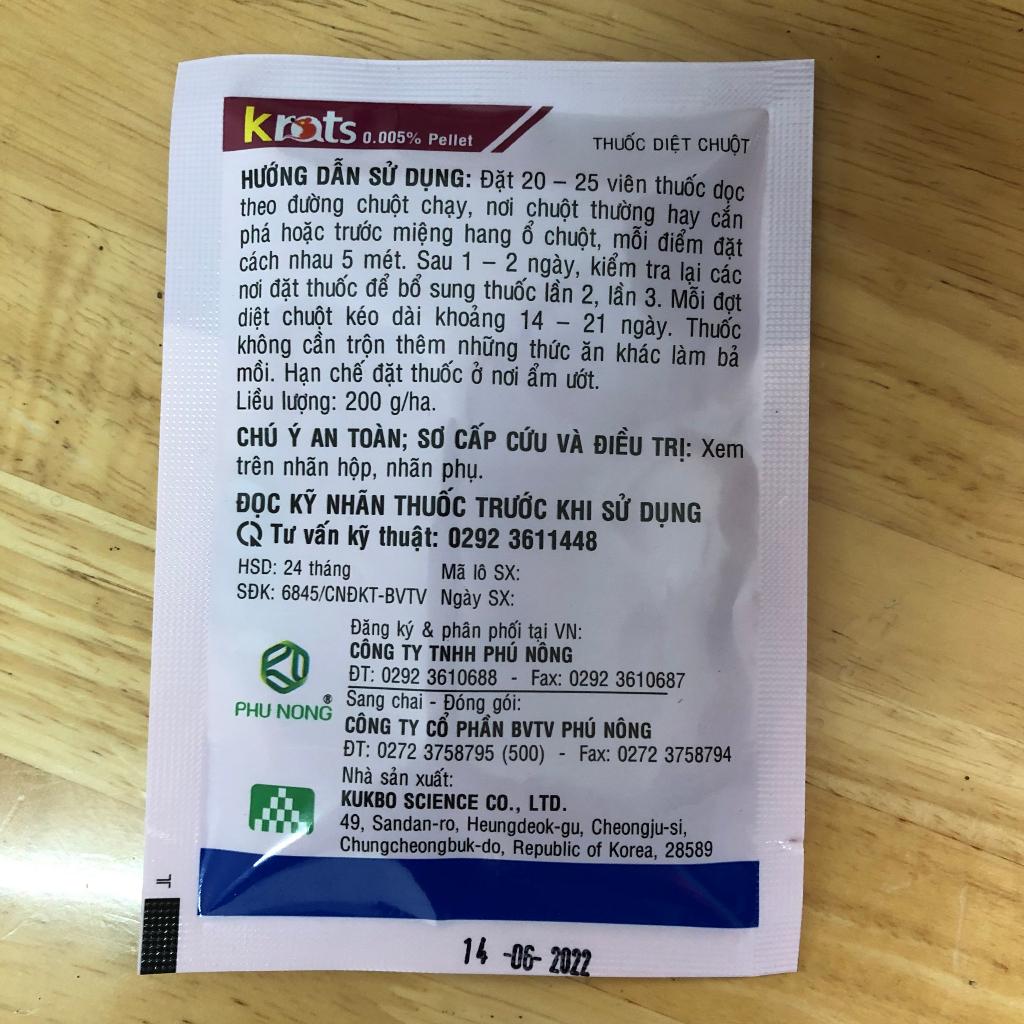 krats 0.005% Pellet
THUỐC DIỆT CHUỘT
HƯỚNG DẪN SỬ DỤNG: Đặt 20 – 25 viên thuốc dọc
theo đường chuột chạy, nơi chuột thường hay cắn
phá hoặc trước miệng hang ổ chuột, mỗi điểm đặt
cách nhau 5 mét. Sau 1 – 2 ngày, kiểm tra lại các
nơi đặt thuốc để bổ sung thuốc lần 2, lần 3. Mỗi đợt
diệt chuột kéo dài khoảng 14 – 21 ngày. Thuốc
không cần trộn thêm những thức ăn khác làm bả
mồi. Hạn chế đặt thuốc ở nơi ẩm ướt.
Liều lượng: 200 g/ha.
CHÚ Ý AN TOÀN; SƠ CẤP CỨU VÀ ĐIỀU TRỊ: Xem
trên nhãn hộp, nhãn phụ.
ĐỌC KỸ NHÃN THUỐC TRƯỚC KHI SỬ DỤNG
Tư vấn kỹ thuật: 0292 3611448
HSD: 24 tháng Mã lô SX:
SĐK: 6845/CNĐKT-BVTV Ngày SX:
Đăng ký & phân phối tại VN:
CÔNG TY TNHH PHÚ NÔNG
ĐT: 0292 3610688 - Fax: 0292 3610687
PHU NONG ®
Sang chai - Đóng gói:
CÔNG TY CỔ PHẦN BVTV PHÚ NÔNG
ĐT: 0272 3758795 (500) - Fax: 0272 3758794
Nhà sản xuất:
KUKBO SCIENCE CO., LTD.
49, Sandan-ro, Heungdeok-gu, Cheongju-si,
Chungcheongbuk-do, Republic of Korea, 28589
T
14 -06- 2022